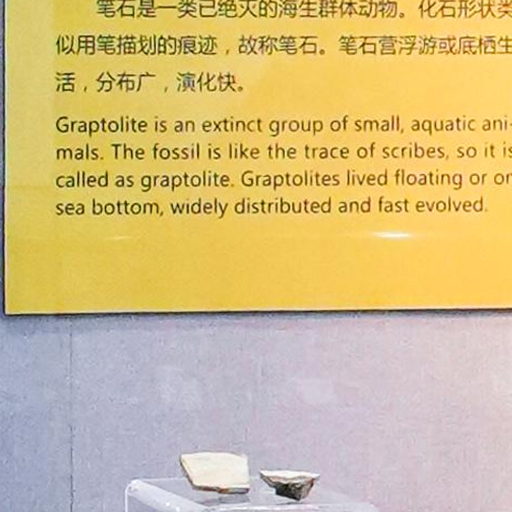 笔石是一类已绝灭的海生群体动物。化石形状类
似用笔描划的痕迹，故称笔石。笔石营浮游或底栖生
活，分布广，演化快。
Graptolite is an extinct group of small, aquatic ani-
mals. The fossil is like the trace of scribes, so it is
called as graptolite. Graptolites lived floating or on
sea bottom, widely distributed and fast evolved.